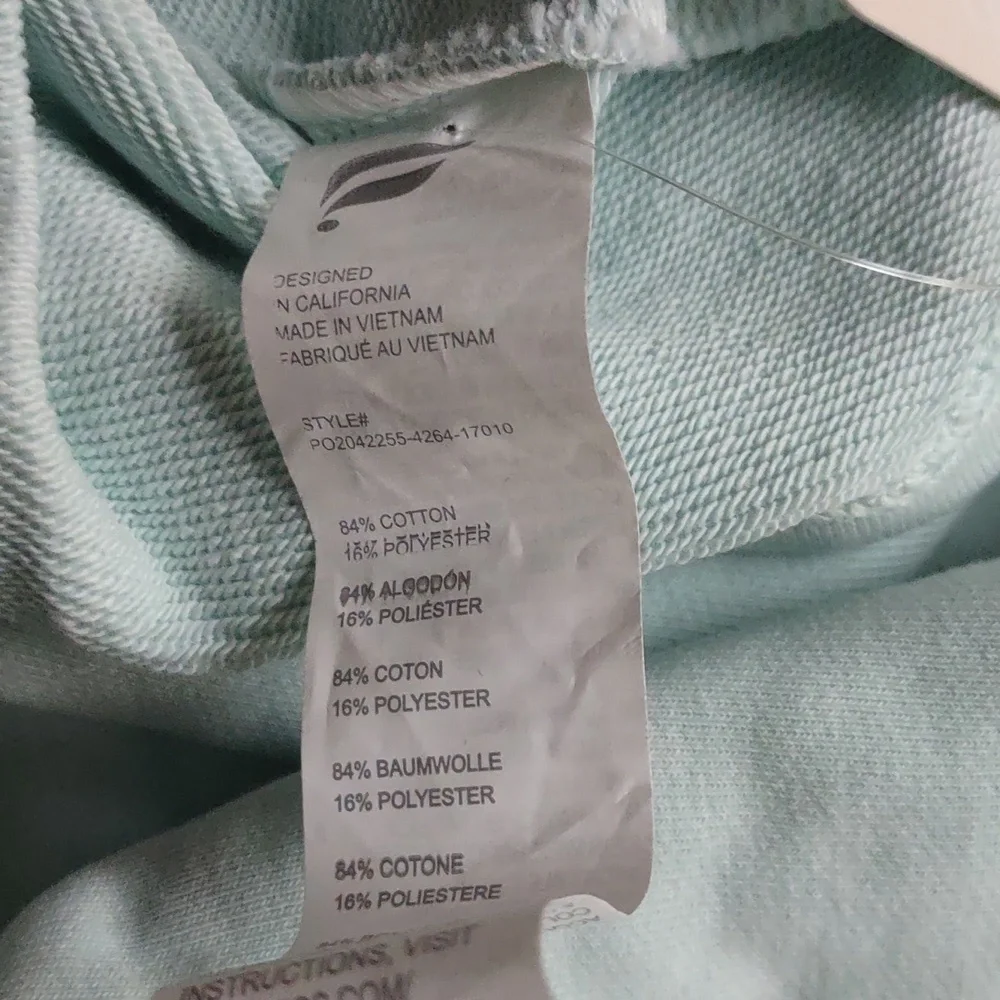 DESIGNED
IN CALIFORNIA
MADE IN VIETNAM
FABRIQUÉ AU VIETNAM
STYLE#
PO2042255-4264-17010
84% COTTON
16% POLYESTER
84% ALGODÓN
16% POLIÉSTER
84% COTON
16% POLYESTER
84% BAUMWOLLE
16% POLYESTER
84% COTONE
16% POLIESTERE
INSTRUCTIONS, VISIT